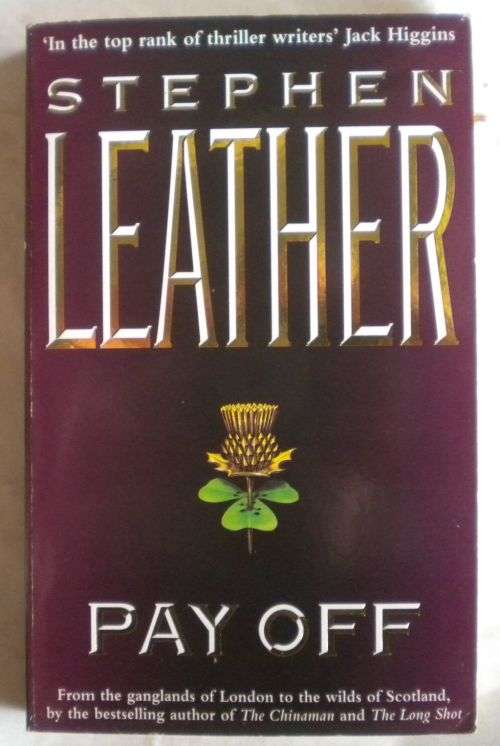 'In the top rank of thriller writers' Jack Higgins
STEPHEN
LEATHER
PAY OFF
From the ganglands of London to the wilds of Scotland,
by the bestselling author of The Chinaman and The Long Shot